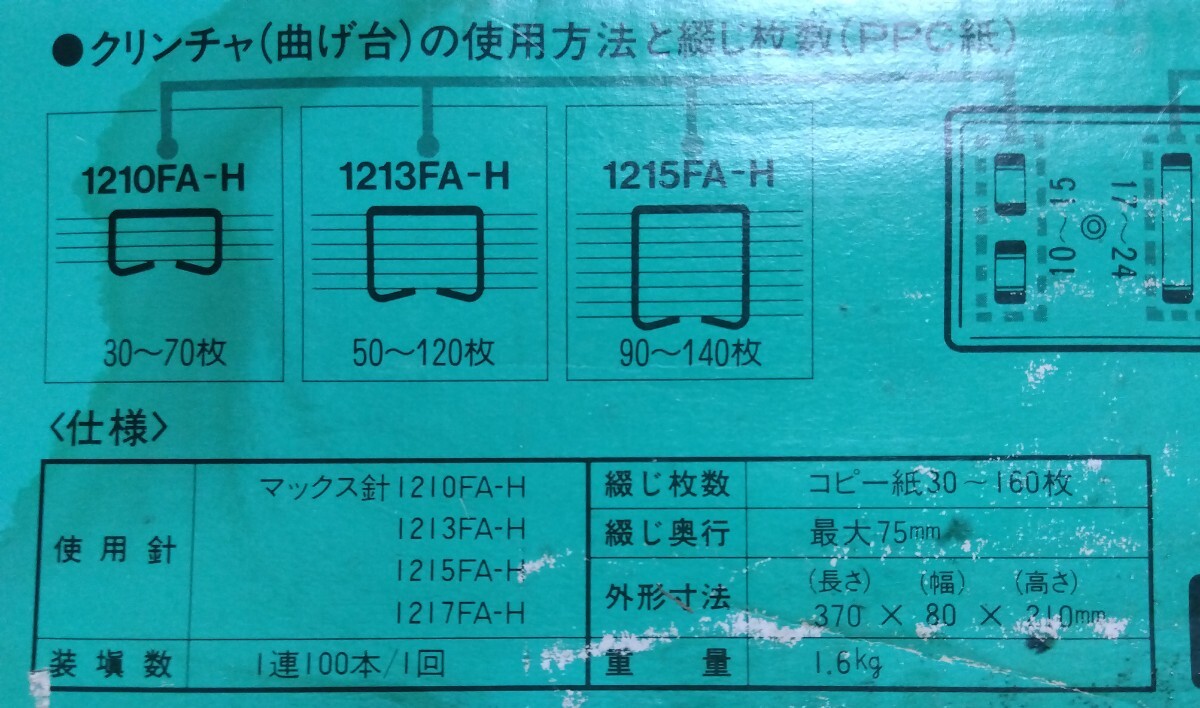 ●クリンチャ(曲げ台)の使用方法と綴じ枚数(PPC紙)
1210FA-H
30～70枚
1213FA-H
50～120枚
1215FA-H
90～140枚
10～15
17～24
〈仕様〉
使用針
マックス針1210FA-H
1213FA-H
1215FA-H
1217FA-H
装塡数
1連100本/1回
綴じ枚数
コピー紙30～160枚
綴じ奥行
最大75mm
外形寸法
(長さ) (幅) (高さ)
370 × 80 × 210mm
重量
1.6kg